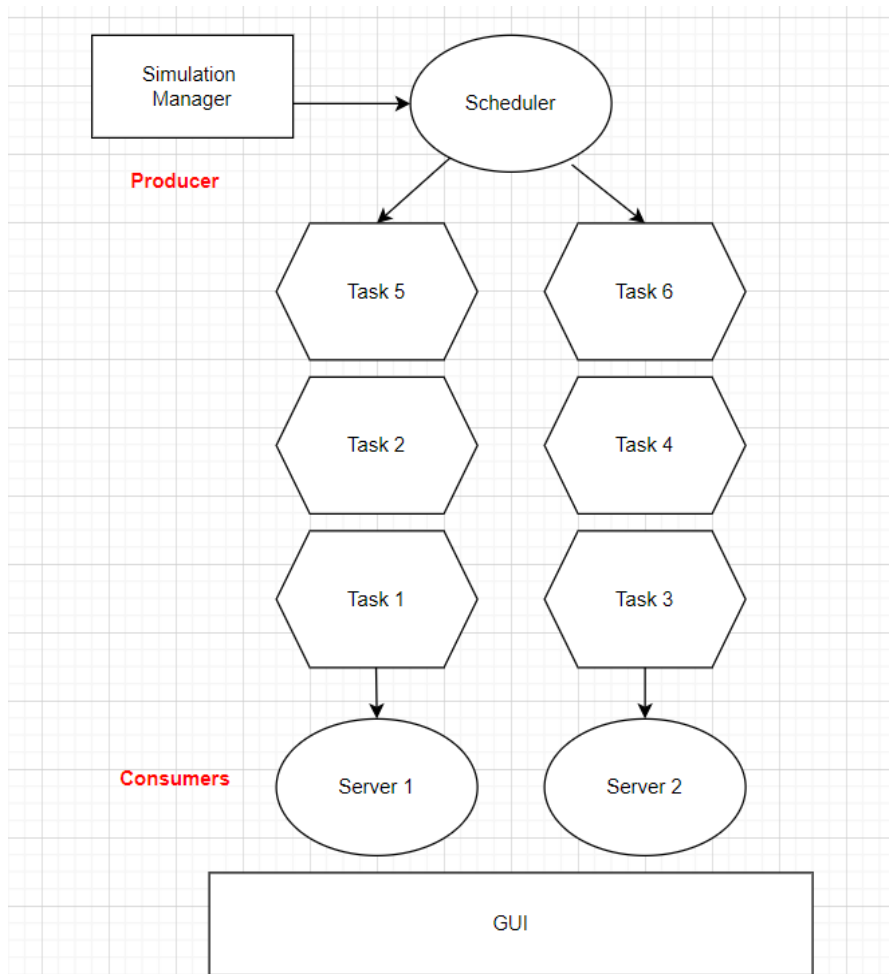 Simulation
Manager
Scheduler
Producer
Task 5
Task 6
Task 2
Task 4
Task 1
Task 3
Consumers
Server 1
Server 2
GUI